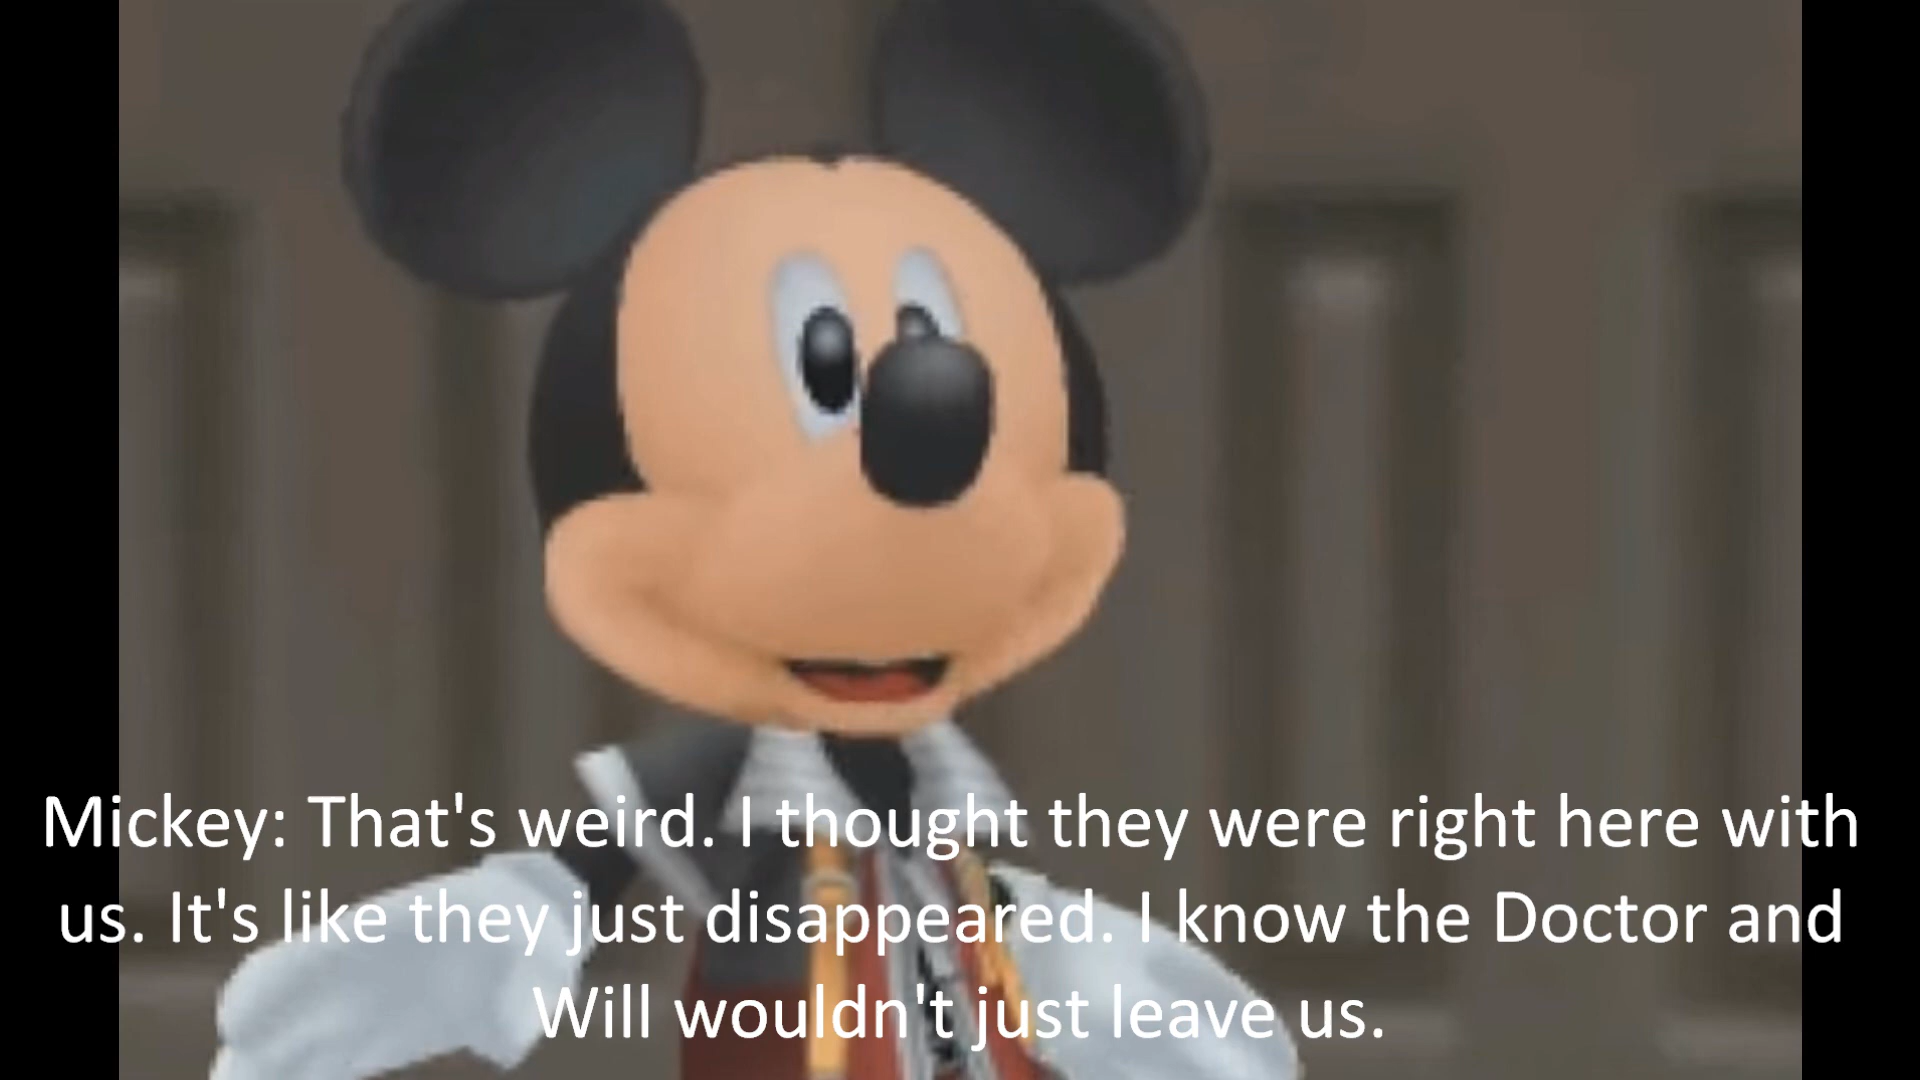 Mickey: That's weird. I thought they were right here with
us. It's like they just disappeared. I know the Doctor and
Will wouldn't just leave us.